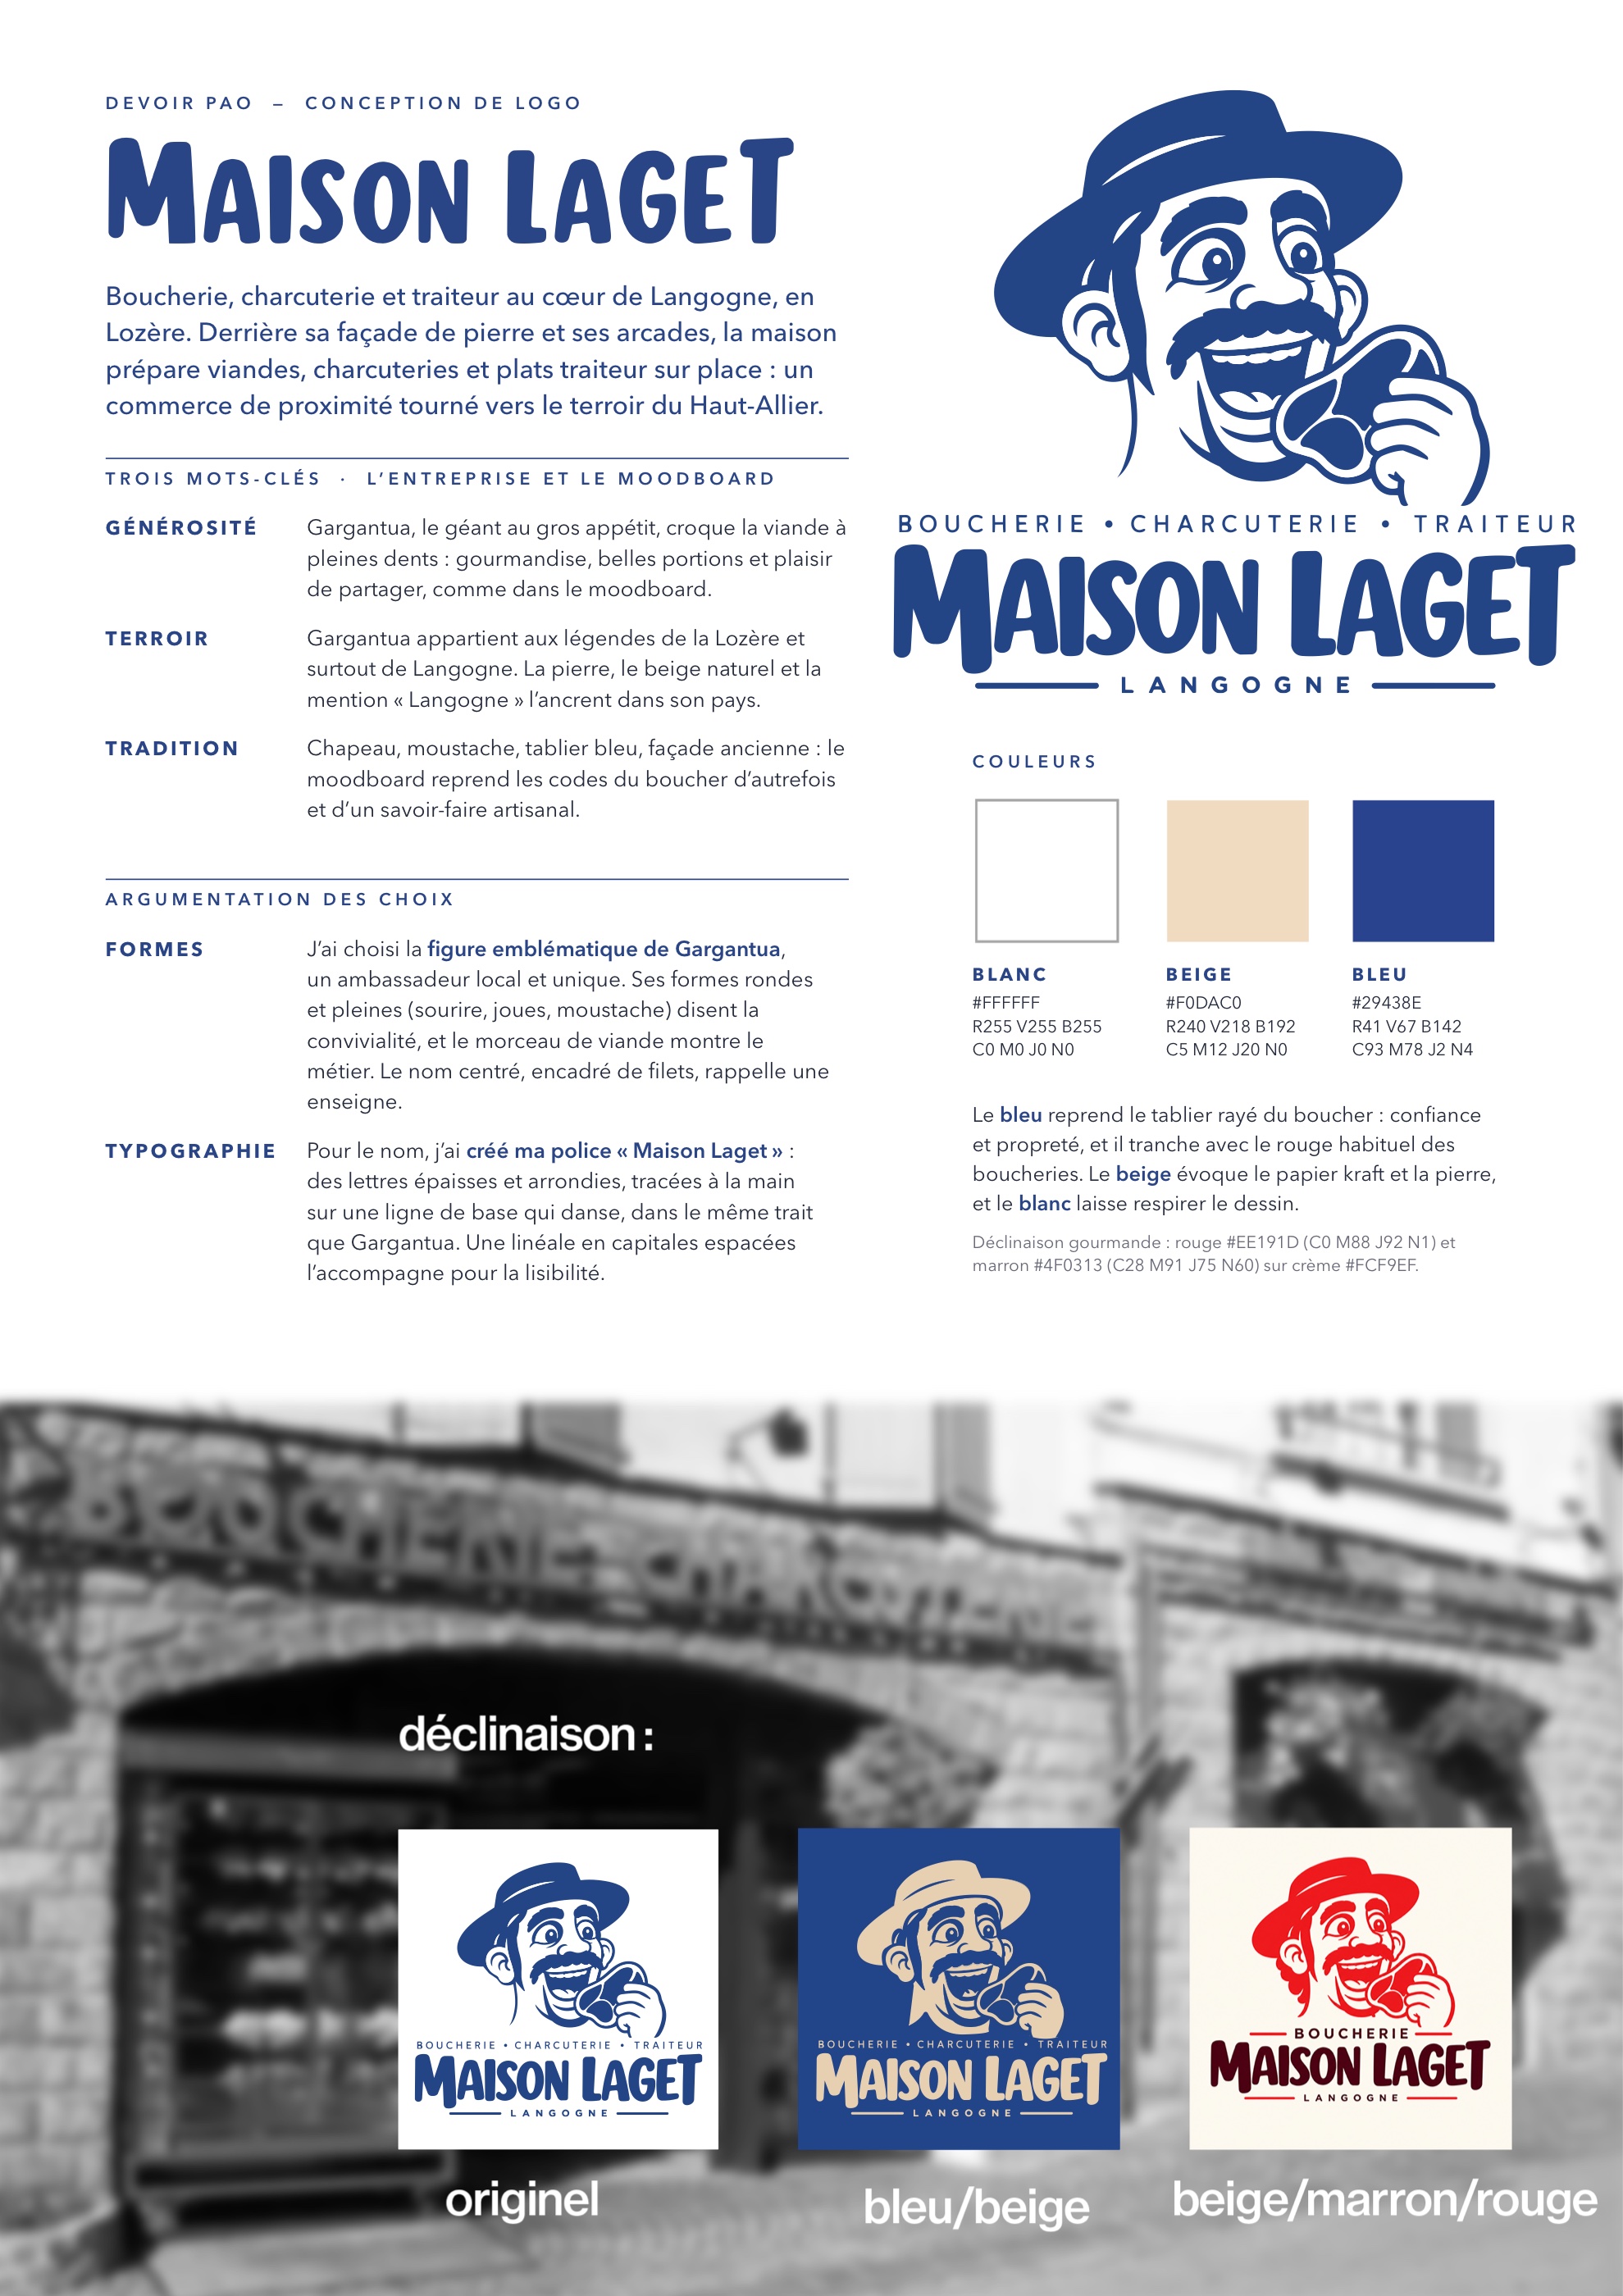 DEVOIR PAO – CONCEPTION DE LOGO
MAISON LAGET
Boucherie, charcuterie et traiteur au cœur de Langogne, en
Lozère. Derrière sa façade de pierre et ses arcades, la maison
prépare viandes, charcuteries et plats traiteur sur place : un
commerce de proximité tourné vers le terroir du Haut-Allier.
TROIS MOTS-CLÉS · L’ENTREPRISE ET LE MOODBOARD
GÉNÉROSITÉ
Gargantua, le géant au gros appétit, croque la viande à
pleines dents : gourmandise, belles portions et plaisir
de partager, comme dans le moodboard.
TERROIR
Gargantua appartient aux légendes de la Lozère et
surtout de Langogne. La pierre, le beige naturel et la
mention « Langogne » l’ancrent dans son pays.
TRADITION
Chapeau, moustache, tablier bleu, façade ancienne : le
moodboard reprend les codes du boucher d’autrefois
et d’un savoir-faire artisanal.
ARGUMENTATION DES CHOIX
FORMES
J’ai choisi la figure emblématique de Gargantua,
un ambassadeur local et unique. Ses formes rondes
et pleines (sourire, joues, moustache) disent la
convivialité, et le morceau de viande montre le
métier. Le nom centré, encadré de filets, rappelle une
enseigne.
TYPOGRAPHIE
Pour le nom, j’ai créé ma police « Maison Laget » :
des lettres épaisses et arrondies, tracées à la main
sur une ligne de base qui danse, dans le même trait
que Gargantua. Une linéale en capitales espacées
l’accompagne pour la lisibilité.
BOUCHERIE • CHARCUTERIE • TRAITEUR
MAISON LAGET
LANGOGNE
COULEURS
BLANC
#FFFFFF
R255 V255 B255
C0 M0 J0 N0
BEIGE
#F0DAC0
R240 V218 B192
C5 M12 J20 N0
BLEU
#29438E
R41 V67 B142
C93 M78 J2 N4
Le bleu reprend le tablier rayé du boucher : confiance
et propreté, et il tranche avec le rouge habituel des
boucheries. Le beige évoque le papier kraft et la pierre,
et le blanc laisse respirer le dessin.
Déclinaison gourmande : rouge #EE191D (C0 M88 J92 N1) et
marron #4F0313 (C28 M91 J75 N60) sur crème #FCF9EF.
BOUCHERIE CHARCUTERIE
déclinaison :
BOUCHERIE • CHARCUTERIE • TRAITEUR
MAISON LAGET
LANGOGNE
originel
BOUCHERIE • CHARCUTERIE • TRAITEUR
MAISON LAGET
LANGOGNE
bleu/beige
BOUCHERIE
MAISON LAGET
LANGOGNE
beige/marron/rouge